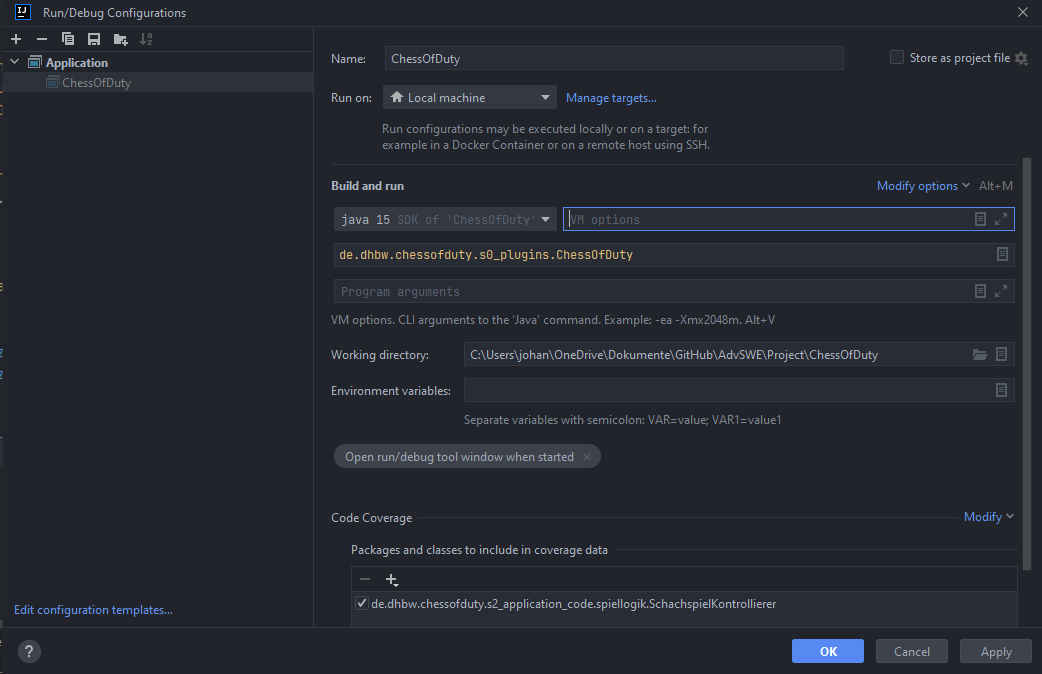 Run/Debug Configurations
Application
ChessOfDuty
Name: ChessOfDuty
Store as project file
Run on: Local machine Manage targets...
Run configurations may be executed locally or on a target: for
example in a Docker Container or on a remote host using SSH.
Build and run
Modify options Alt+M
java 15 SDK of 'ChessOfDuty' VM options
de.dhbw.chessofduty.s0_plugins.ChessOfDuty
Program arguments
VM options. CLI arguments to the 'Java' command. Example: -ea -Xmx2048m. Alt+V
Working directory: C:\Users\johan\OneDrive\Dokumente\GitHub\AdvSWE\Project\ChessOfDuty
Environment variables:
Separate variables with semicolon: VAR=value; VAR1=value1
Open run/debug tool window when started
Code Coverage
Modify
Packages and classes to include in coverage data
de.dhbw.chessofduty.s2_application_code.spiellogik.SchachspielKontrollierer
Edit configuration templates...
OK
Cancel
Apply